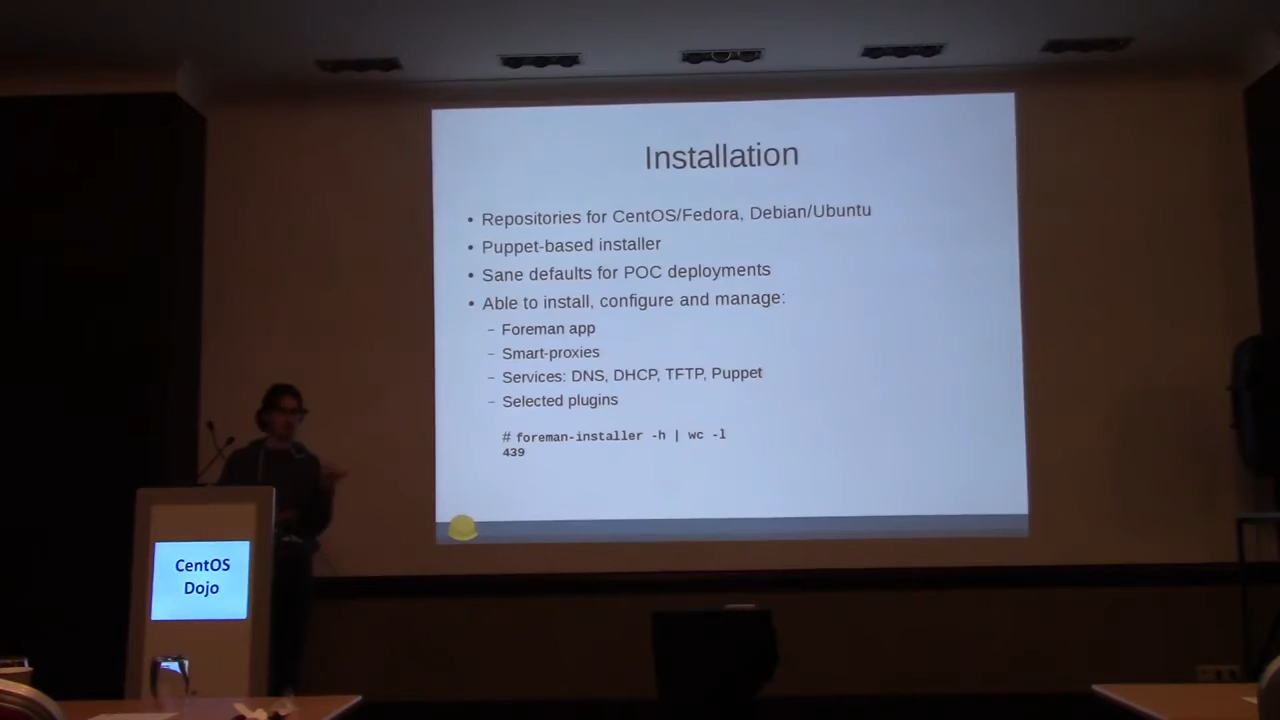 Installation
• Repositories for CentOS/Fedora, Debian/Ubuntu
• Puppet-based installer
• Sane defaults for POC deployments
• Able to install, configure and manage:
– Foreman app
– Smart-proxies
– Services: DNS, DHCP, TFTP, Puppet
– Selected plugins
# foreman-installer -h | wc -l
439
CentOS
Dojo